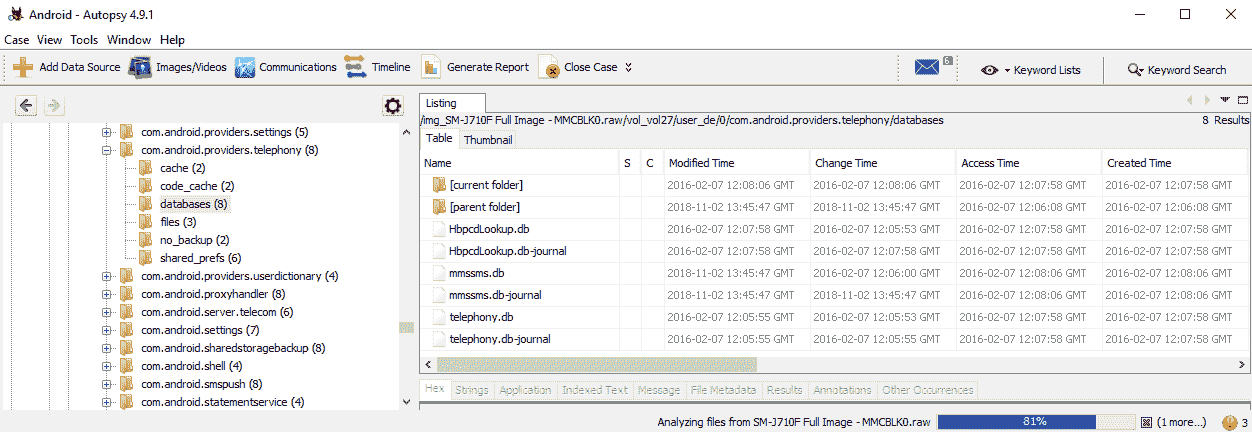 Android - Autopsy 4.9.1
Case View Tools Window Help
Add Data Source Images/Videos Communications Timeline Generate Report Close Case 6 Keyword Lists Keyword Search
Listing
/img_SM-J710F Full Image - MMCBLK0.raw/vol_vol27/user_de/0/com.android.providers.telephony/databases 8 Results
Table Thumbnail
Name S C Modified Time Change Time Access Time Created Time
[current folder] 2016-02-07 12:08:06 GMT 2016-02-07 12:08:06 GMT 2016-02-07 12:07:58 GMT 2016-02-07 12:07:58 GMT
[parent folder] 2018-11-02 13:45:47 GMT 2018-11-02 13:45:47 GMT 2016-02-07 12:06:08 GMT 2016-02-07 12:06:08 GMT
HbpcdLookup.db 2016-02-07 12:07:58 GMT 2016-02-07 12:05:53 GMT 2016-02-07 12:07:58 GMT 2016-02-07 12:07:58 GMT
HbpcdLookup.db-journal 2016-02-07 12:07:58 GMT 2016-02-07 12:07:58 GMT 2016-02-07 12:07:58 GMT 2016-02-07 12:07:58 GMT
mmssms.db 2018-11-02 13:45:47 GMT 2016-02-07 12:06:00 GMT 2016-02-07 12:08:06 GMT 2016-02-07 12:08:06 GMT
mmssms.db-journal 2018-11-02 13:45:47 GMT 2018-11-02 13:45:47 GMT 2016-02-07 12:08:06 GMT 2016-02-07 12:08:06 GMT
telephony.db 2016-02-07 12:05:55 GMT 2016-02-07 12:05:53 GMT 2016-02-07 12:07:58 GMT 2016-02-07 12:07:58 GMT
telephony.db-journal 2016-02-07 12:05:55 GMT 2016-02-07 12:05:55 GMT 2016-02-07 12:07:58 GMT 2016-02-07 12:07:58 GMT
com.android.providers.settings (5)
com.android.providers.telephony (8)
cache (2)
code_cache (2)
databases (8)
files (3)
no_backup (2)
shared_prefs (6)
com.android.providers.userdictionary (4)
com.android.proxyhandler (8)
com.android.server.telecom (6)
com.android.settings (7)
com.android.sharedstoragebackup (8)
com.android.shell (4)
com.android.smspush (8)
com.android.statementservice (4)
Hex Strings Application Indexed Text Message File Metadata Results Annotations Other Occurrences
Analyzing files from SM-J710F Full Image - MMCBLK0.raw 81% (1 more...) 3